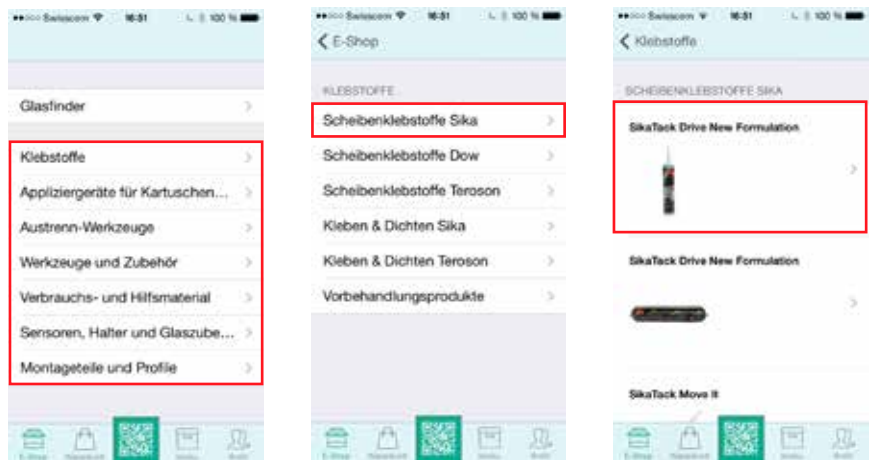 Swisscom 16:51 100 %
Glasfinder
Klebstoffe
Appliziergeräte für Kartuschen...
Austrenn-Werkzeuge
Werkzeuge und Zubehör
Verbrauchs- und Hilfsmaterial
Sensoren, Halter und Glaszube...
Montageteile und Profile
E-Shop
Swisscom 16:51 100 %
E-Shop
KLEBSTOFFE
Scheibenklebstoffe Sika
Scheibenklebstoffe Dow
Scheibenklebstoffe Teroson
Kleben & Dichten Sika
Kleben & Dichten Teroson
Vorbehandlungsprodukte
E-Shop
Swisscom 16:51 100 %
Klebstoffe
SCHEIBENKLEBSTOFFE SIKA
SikaTack Drive New Formulation
SikaTack Drive New Formulation
SikaTack Move II
E-Shop